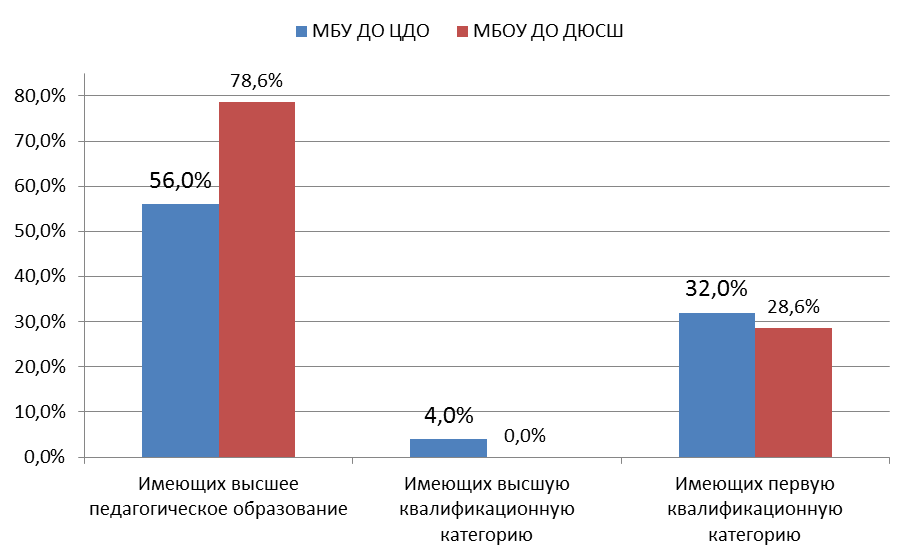 МБУ ДО ЦДО МБОУ ДО ДЮСШ
80,0%
70,0%
60,0%
50,0%
40,0%
30,0%
20,0%
10,0%
0,0%
56,0%
78,6%
4,0%
0,0%
32,0%
28,6%
Имеющих высшее
педагогическое образование
Имеющих высшую
квалификационную
категорию
Имеющих первую
квалификационную
категорию